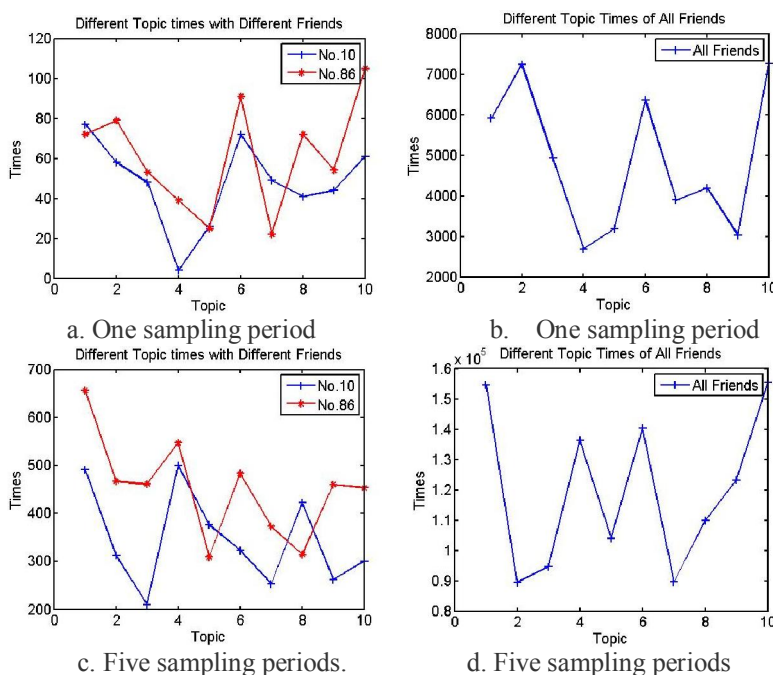 Different Topic times with Different Friends
120
100
80
60
40
20
0
Times
No.10
No.86
0 2 4 6 8 10
Topic
a. One sampling period
Different Topic Times of All Friends
8000
7000
6000
5000
4000
3000
2000
Times
All Friends
0 2 4 6 8 10
Topic
b. One sampling period
Different Topic times with Different Friends
700
600
500
400
300
200
Times
No.10
No.86
0 2 4 6 8 10
Topic
c. Five sampling periods.
Different Topic Times of All Friends
x 10^5
1.6
1.5
1.4
1.3
1.2
1.1
1
0.9
0.8
Times
All Friends
0 2 4 6 8 10
Topic
d. Five sampling periods